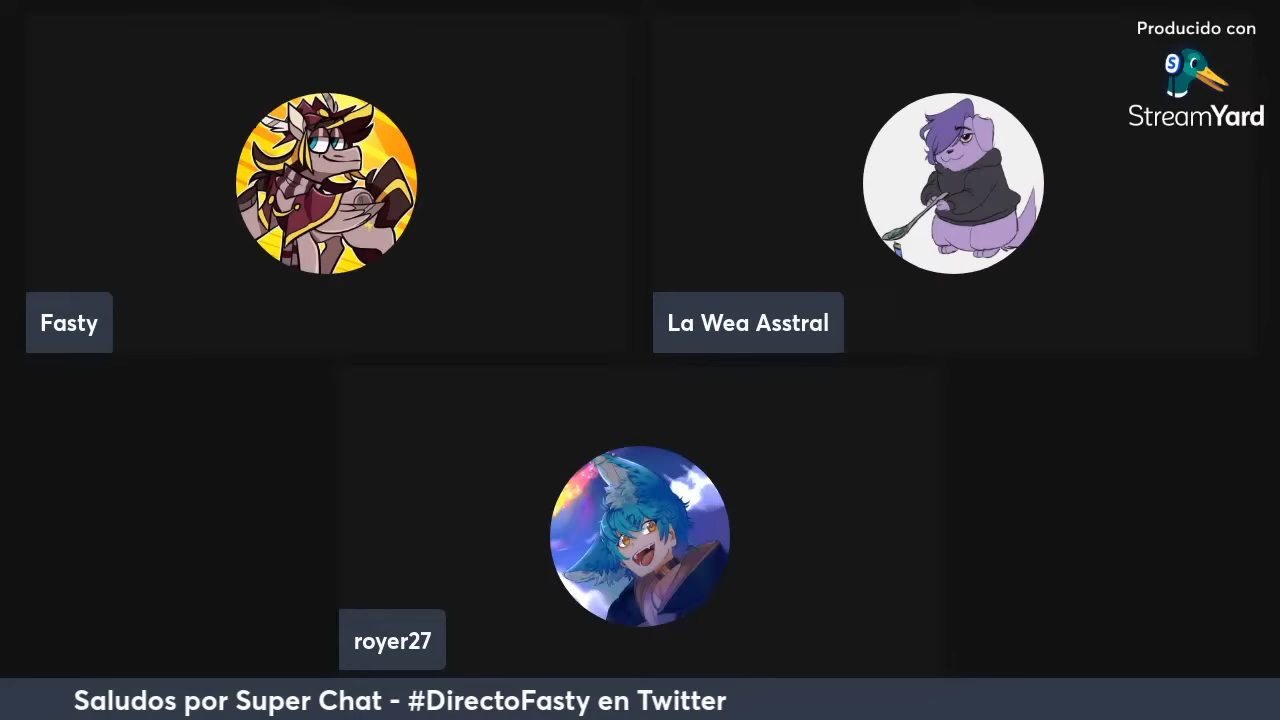 Producido con
S
StreamYard
Fasty
La Wea Asstral
royer27
Saludos por Super Chat - #DirectoFasty en Twitter